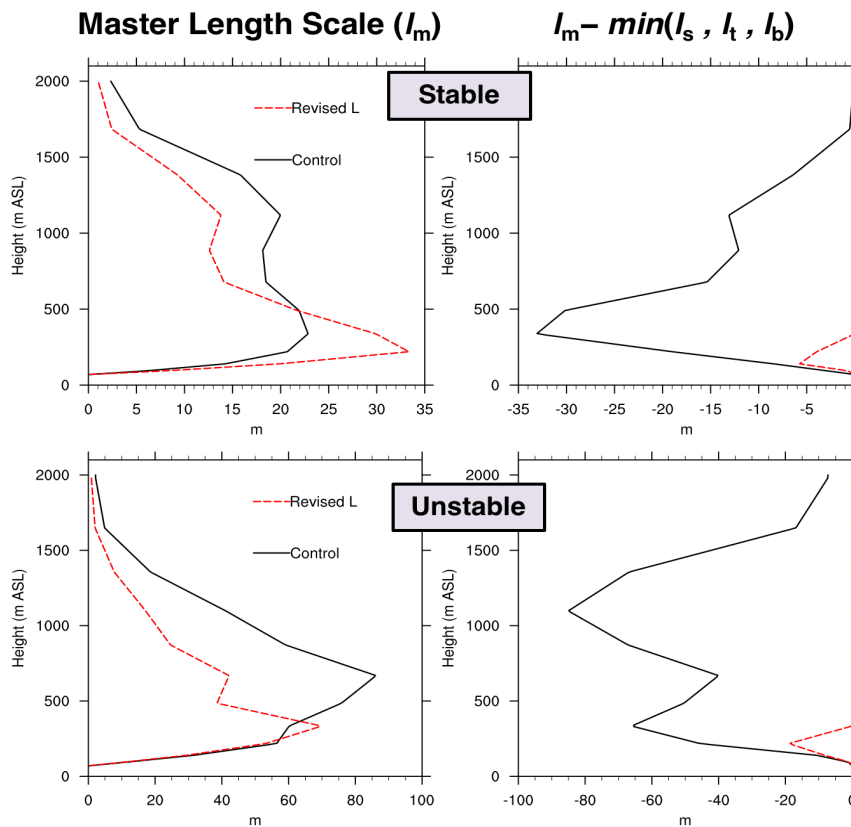 Master Length Scale (lm)
lm – min(ls , lt , lb)
Stable
Height (m ASL)
2000
1500
1000
500
0
Revised L
Control
0 5 10 15 20 25 30 35
m
Height (m ASL)
2000
1500
1000
500
0
-35 -30 -25 -20 -15 -10 -5 0
m
Unstable
Height (m ASL)
2000
1500
1000
500
0
Revised L
Control
0 20 40 60 80 100
m
Height (m ASL)
2000
1500
1000
500
0
-100 -80 -60 -40 -20 0
m